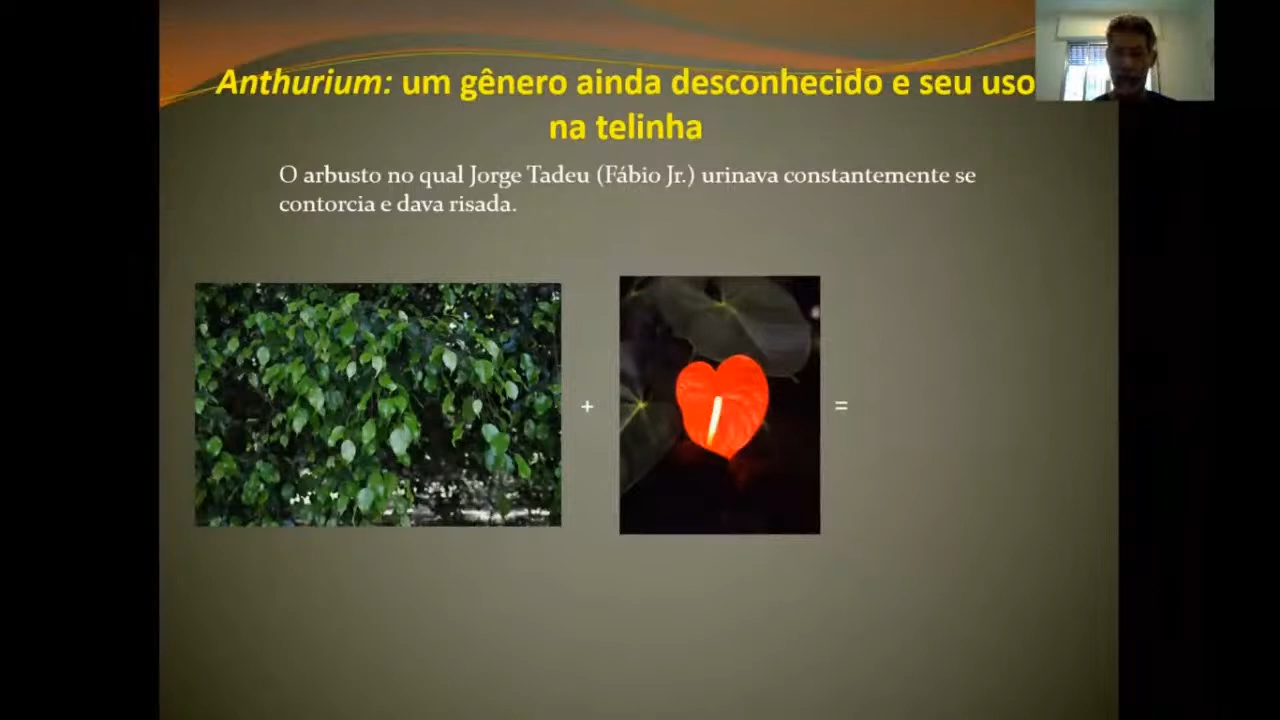 Anthurium: um gênero ainda desconhecido e seu uso
na telinha
O arbusto no qual Jorge Tadeu (Fábio Jr.) urinava constantemente se
contorcia e dava risada.
+ =